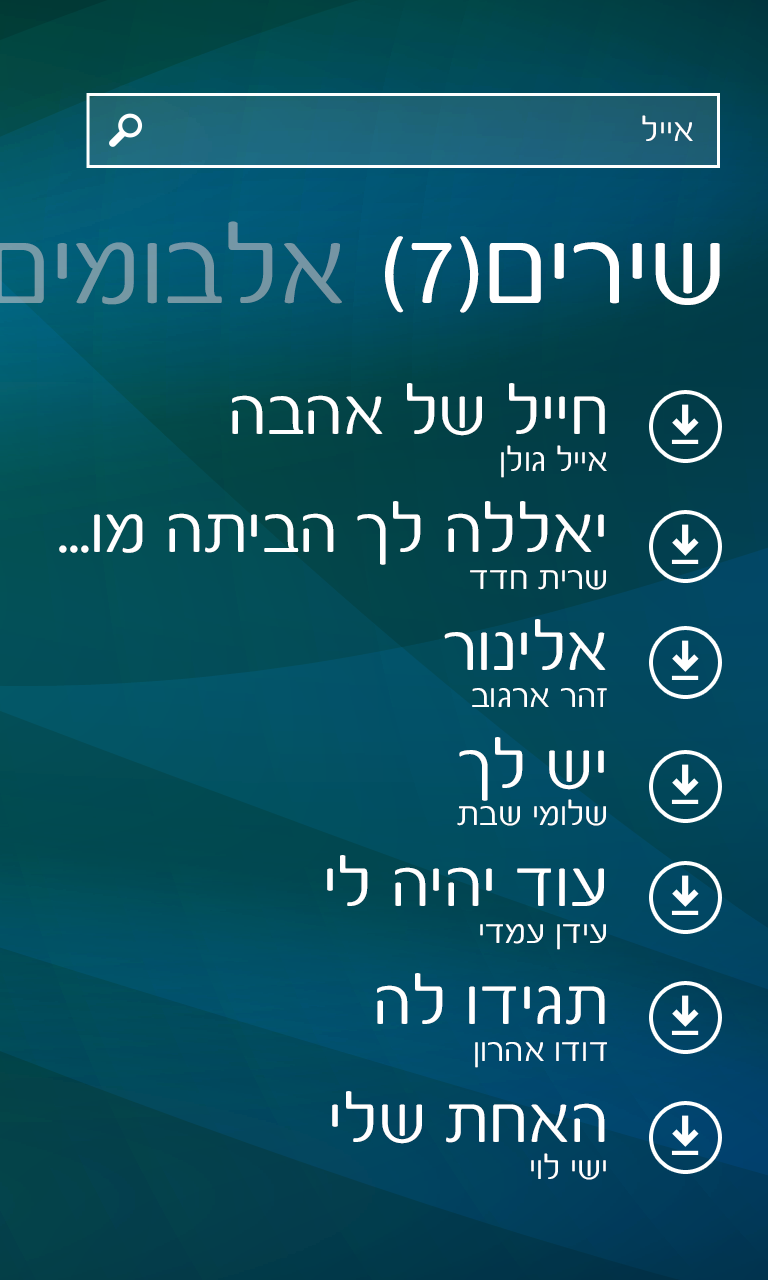 אייל
שירים(7) אלבומים
חייל של אהבה
אייל גולן
יאללה לך הביתה מו...
שרית חדד
אלינור
זהר ארגוב
יש לך
שלומי שבת
עוד יהיה לי
עידן עמדי
תגידו לה
דודו אהרון
האחת שלי
ישי לוי